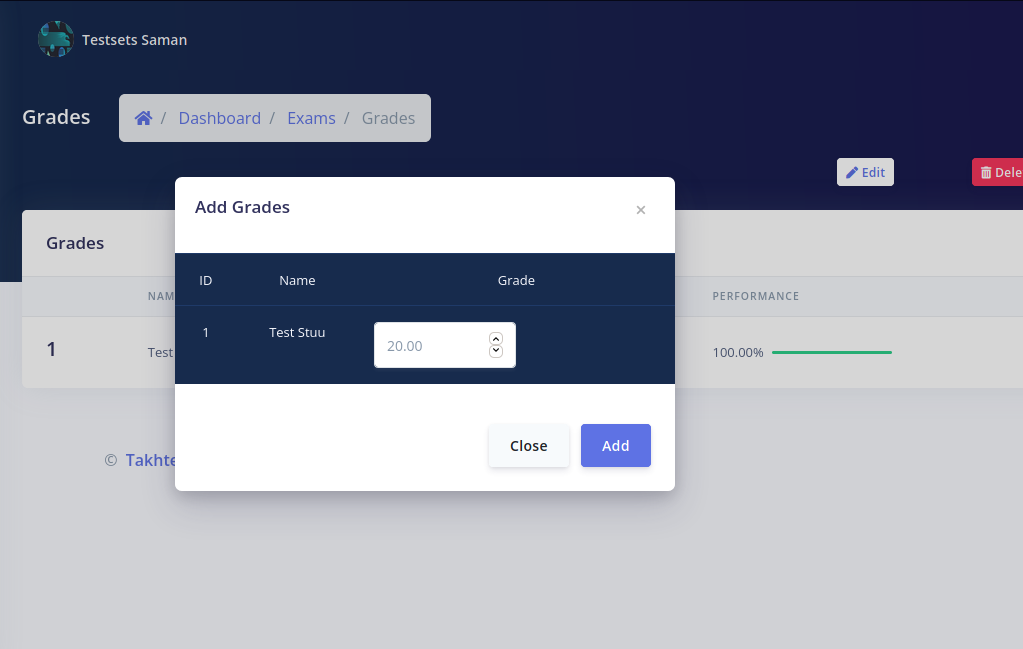 Testsets Saman
Grades
/ Dashboard / Exams / Grades
Edit
Dele
Add Grades
×
Grades
ID Name Grade
NAM
PERFORMANCE
1 Test Stuu 20.00
1
Test
100.00%
Close
Add
© Takhte